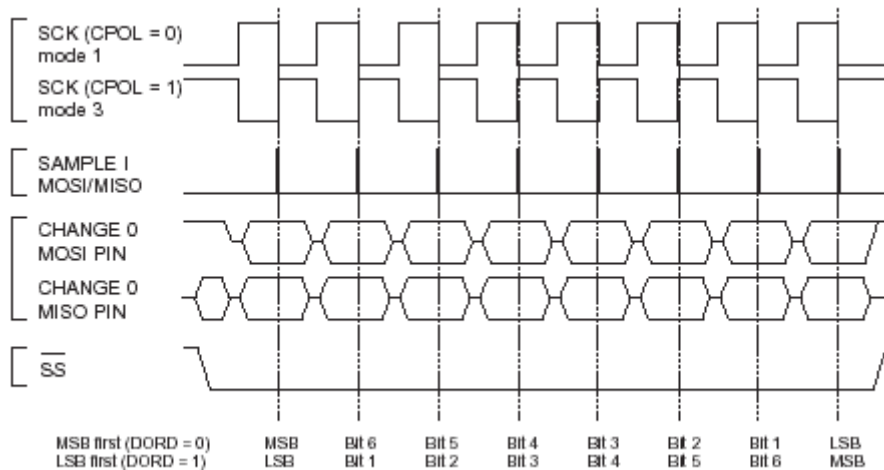 SCK (CPOL = 0)
mode 1
SCK (CPOL = 1)
mode 3
SAMPLE I
MOSI/MISO
CHANGE 0
MOSI PIN
CHANGE 0
MISO PIN
SS
MSB first (DORD = 0) MSB Bit 6 Bit 5 Bit 4 Bit 3 Bit 2 Bit 1 LSB
LSB first (DORD = 1) LSB Bit 1 Bit 2 Bit 3 Bit 4 Bit 5 Bit 6 MSB